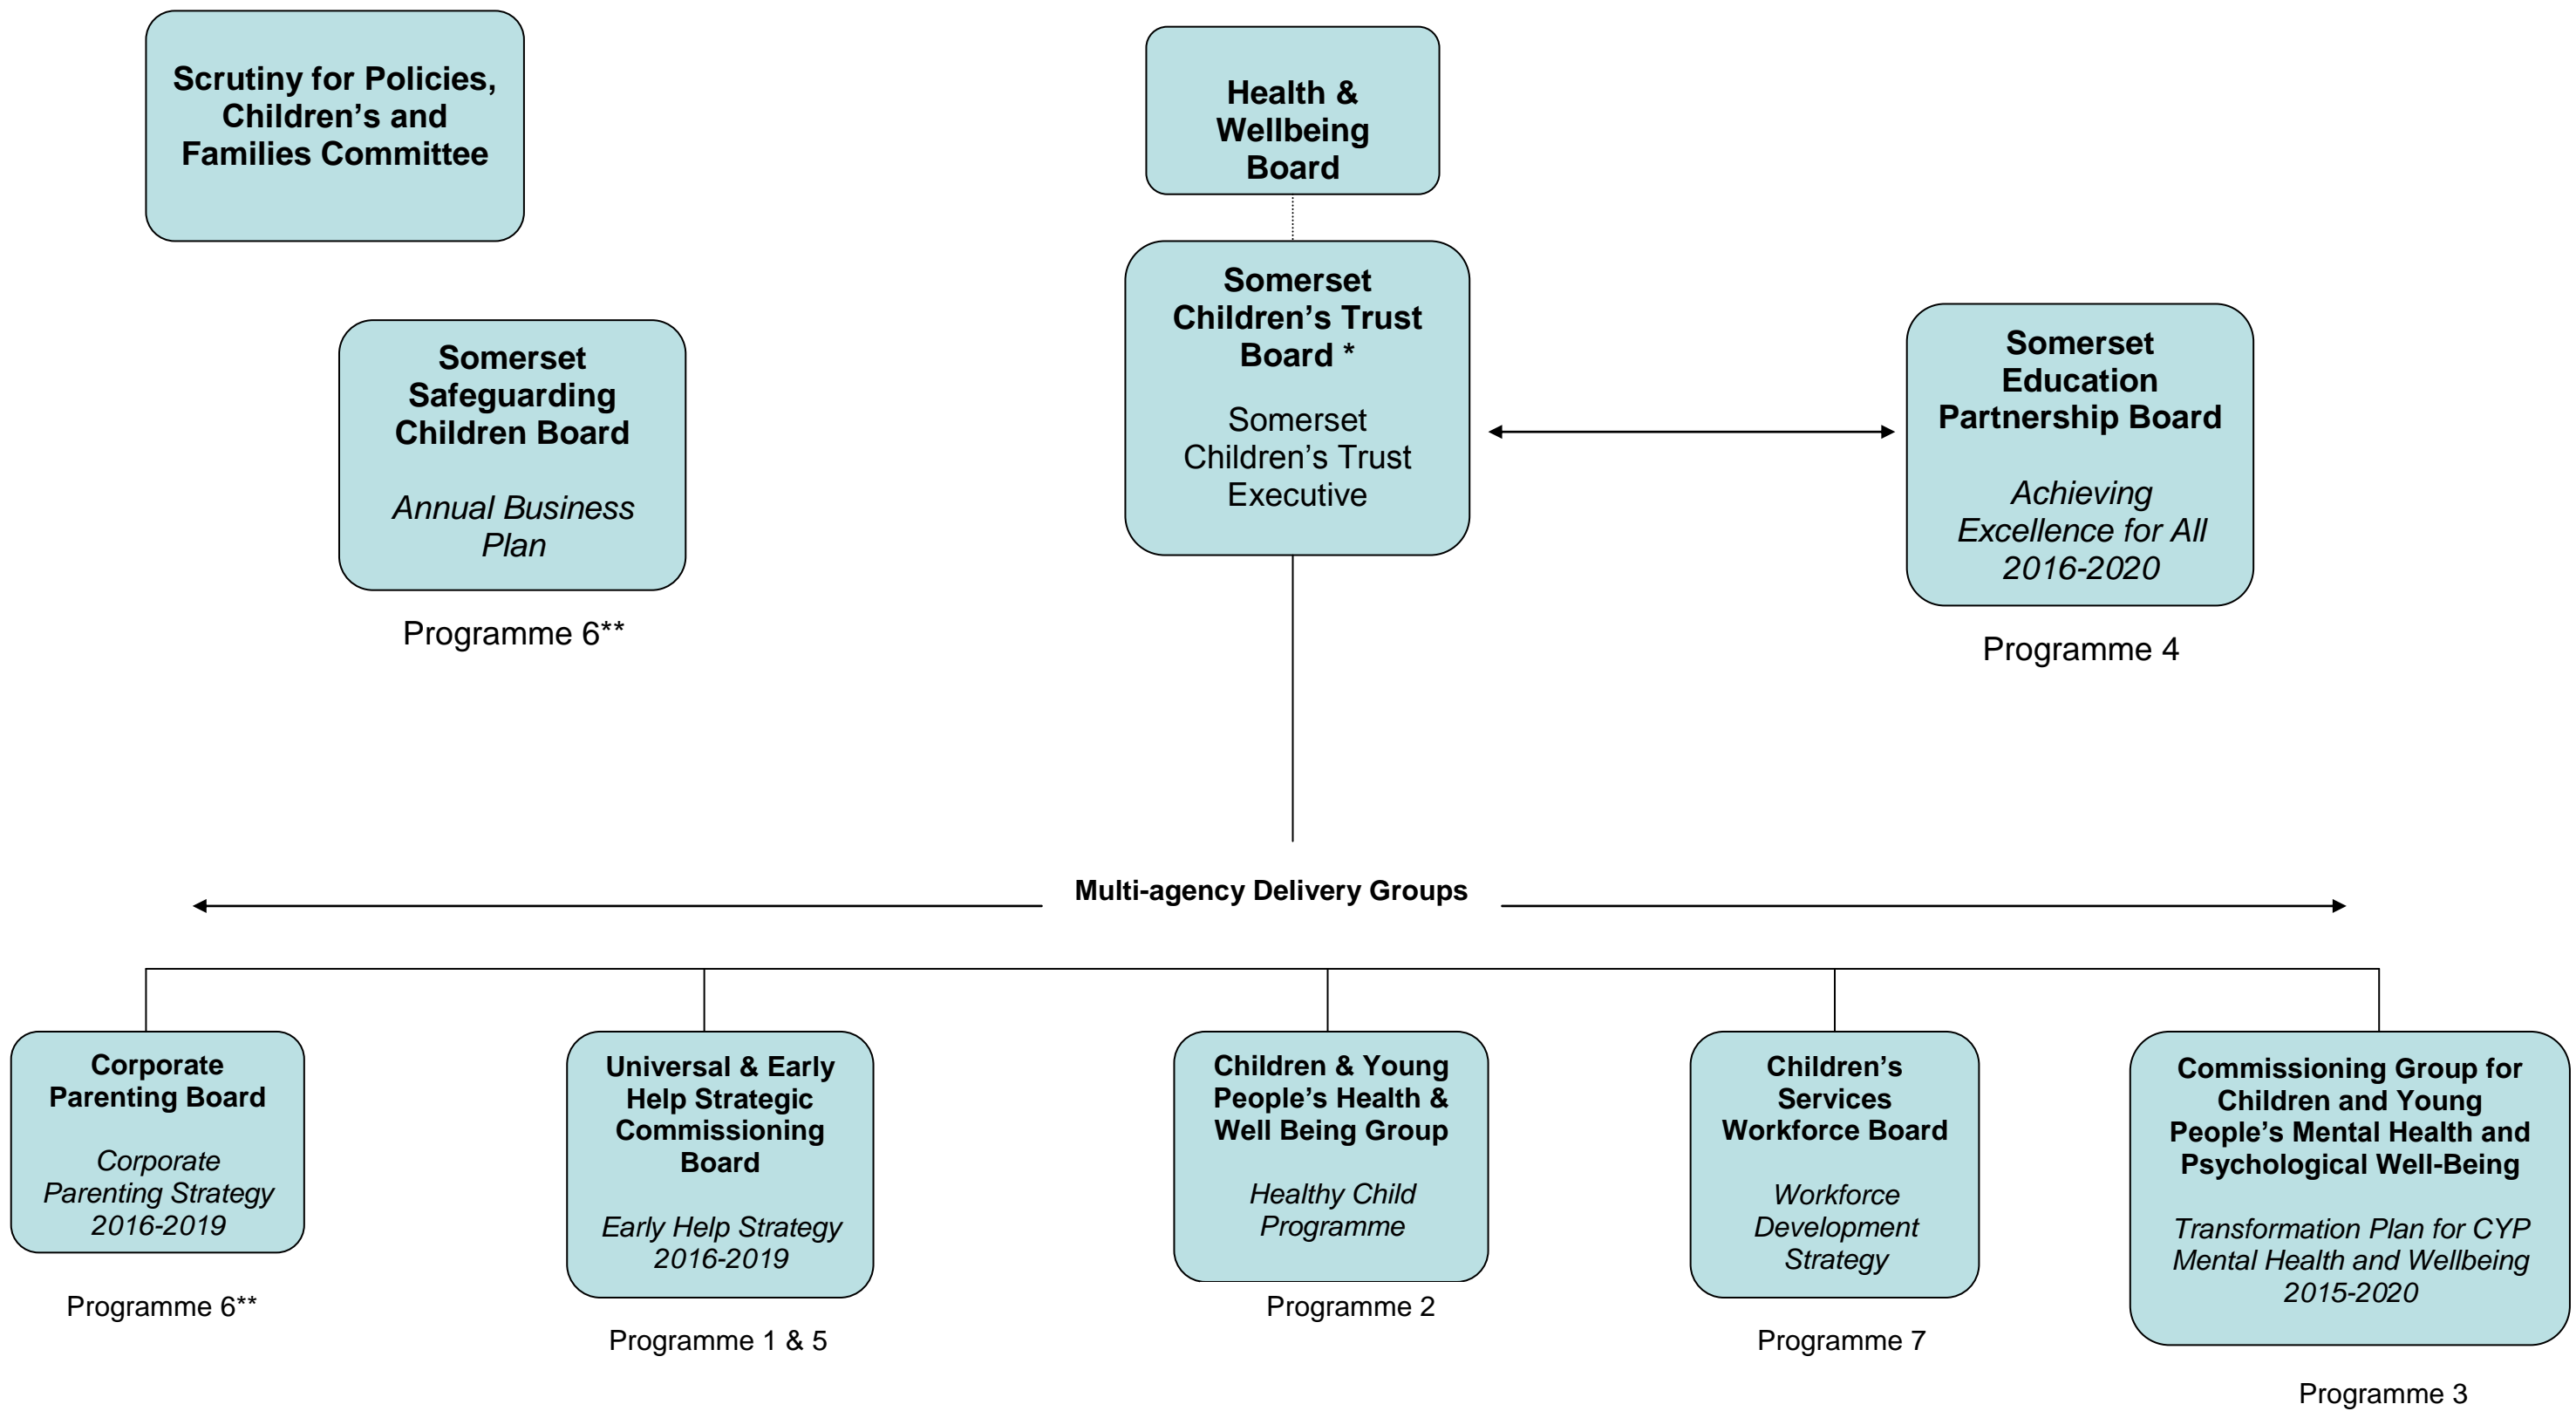 Scrutiny for Policies,
Children’s and
Families Committee
Health &
Wellbeing
Board
Somerset
Children’s Trust
Board *
Somerset
Children’s Trust
Executive
Somerset
Safeguarding
Children Board
Annual Business
Plan
Programme 6**
Somerset
Education
Partnership Board
Achieving
Excellence for All
2016-2020
Programme 4
Multi-agency Delivery Groups
Corporate
Parenting Board
Corporate
Parenting Strategy
2016-2019
Programme 6**
Universal & Early
Help Strategic
Commissioning
Board
Early Help Strategy
2016-2019
Programme 1 & 5
Children & Young
People’s Health &
Well Being Group
Healthy Child
Programme
Programme 2
Children’s
Services
Workforce Board
Workforce
Development
Strategy
Programme 7
Commissioning Group for
Children and Young
People’s Mental Health and
Psychological Well-Being
Transformation Plan for CYP
Mental Health and Wellbeing
2015-2020
Programme 3